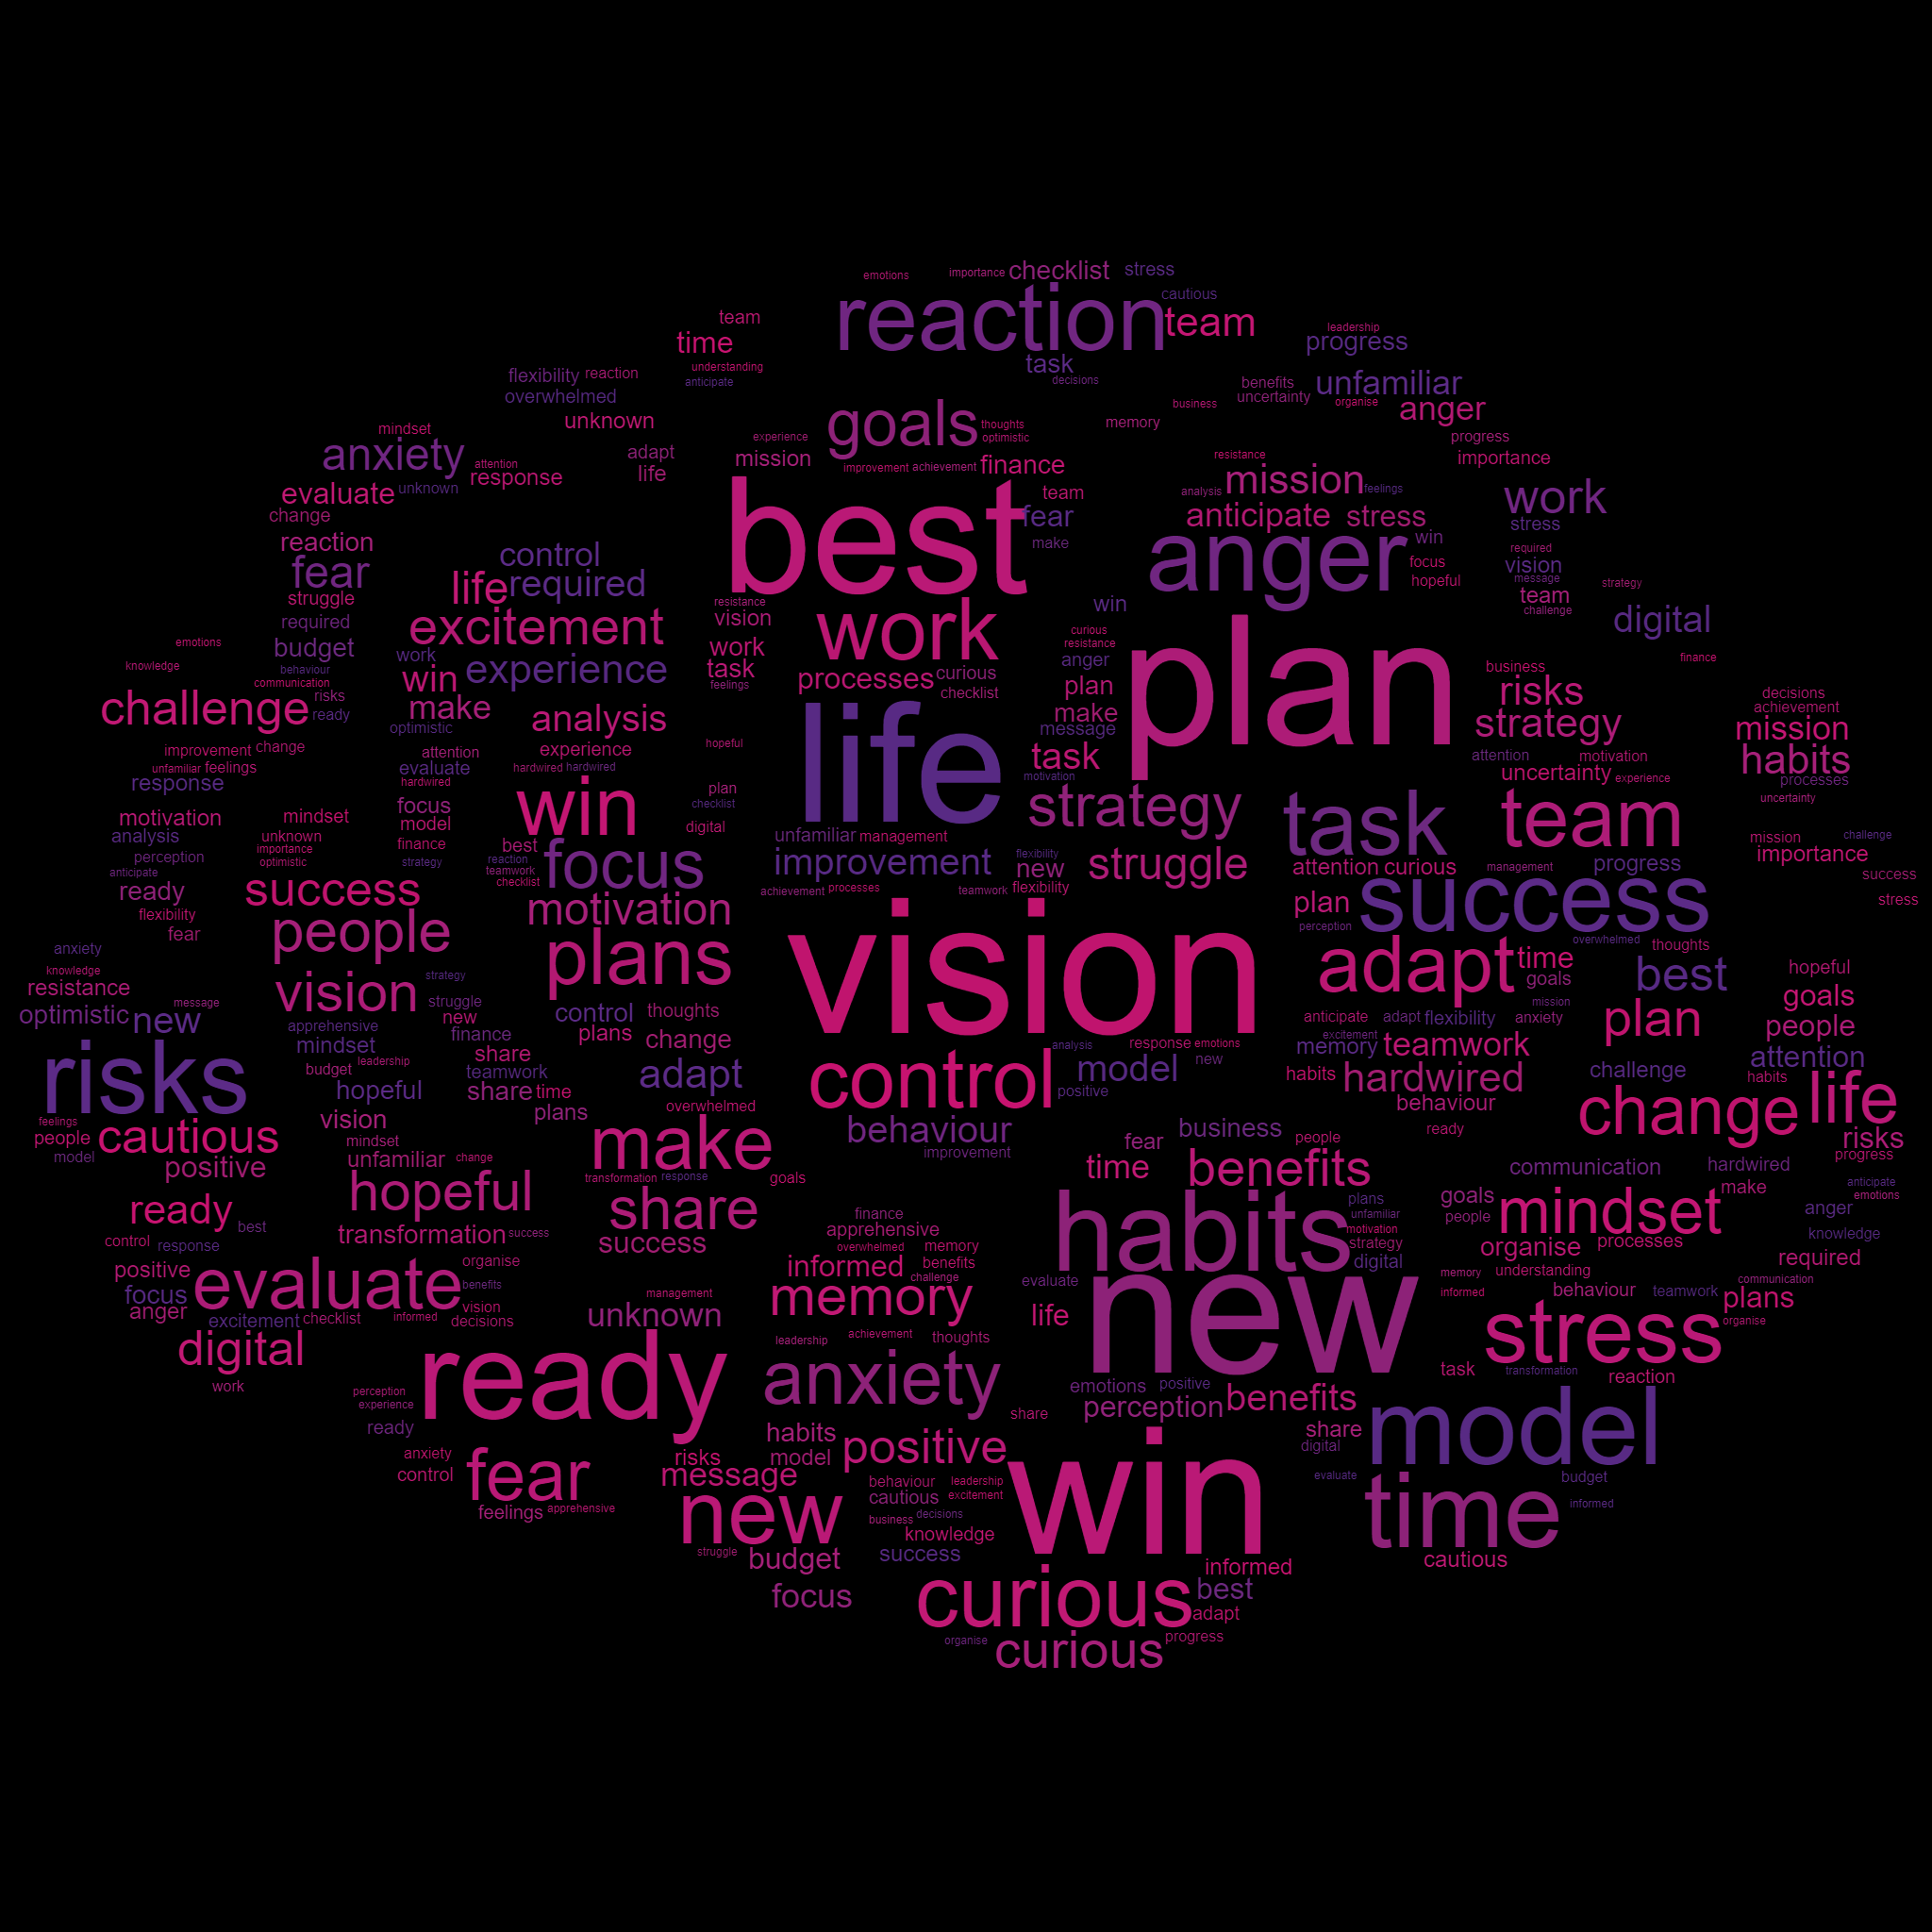 emotions importance checklist stress
cautious
reaction team
team
time
leadership
progress
understanding
task
flexibility reaction
anticipate
decisions
benefits
unfamiliar
overwhelmed
uncertainty
organise
business
anger
goals
unknown
thoughts
memory
mindset
experience
optimistic
progress
anxiety
adapt
mission
resistance
importance
attention
response
life
improvement achievement finance
mission
feelings
evaluate unknown
best
team
analysis
work
change
fear
anticipate stress
stress
reaction
control
make
anger
win
required
fear
life required
focus
vision
struggle
hopeful
message
strategy
resistance
win
team
required
excitement
vision
work
challenge
digital
emotions
budget
work
work
curious
plan
resistance
knowledge
behaviour
experience
task
processes curious
anger
business
finance
communication
win
feelings
checklist
plan
risks
decisions
challenge risks
ready
make
analysis
life
make
achievement
optimistic
message
strategy
mission
improvement change
attention
experience
hopeful
task
attention
motivation
habits
unfamiliar feelings
evaluate
hardwired hardwired
motivation
uncertainty experience
processes
response
hardwired
plan
win
strategy
task
team
uncertainty
motivation
mindset
focus
checklist
analysis
unknown
model
digital
unfamiliar management
mission
challenge
importance
finance
best
focus
improvement
flexibility
struggle
importance
perception
optimistic
strategy
reaction
new
attention curious
management
progress
anticipate
teamwork
success
ready
success
checklist
achievement processes
teamwork flexibility
plan
success
stress
flexibility
people
motivation
vision
perception
fear
plans
overwhelmed
anxiety
adapt
time
thoughts
knowledge
vision
strategy
best
hopeful
resistance
message
struggle
control
thoughts
goals
mission
goals
optimistic new
apprehensive
new
plans
change
anticipate adapt flexibility anxiety
plan
people
risks
mindset
finance
share
control
analysis
response emotions
excitement
memory teamwork
attention
budget
leadership
teamwork
adapt
model
new
habits hardwired
challenge
habits
hopeful
share time
positive
behaviour
change life
feelings
vision
plans
overwhelmed
behaviour
business
ready
risks
people
cautious
mindset
make
improvement
fear
people
progress
model
positive
unfamiliar
change
transformation response
goals
time
benefits
communication
hardwired
anticipate
hopeful
share
habits
plans
goals
make
emotions
ready
best
finance
unfamiliar
people
mindset
anger
transformation success
success
apprehensive
motivation
control
response
overwhelmed
memory
strategy
organise processes
knowledge
positive
organise
informed
benefits
digital
understanding
required
evaluate
benefits
challenge
new
memory
communication
focus
memory
evaluate
informed
behaviour teamwork plans
anger
excitement checklist
informed
vision
decisions
unknown
management
life
stress
organise
digital
ready
leadership
achievement
thoughts
task
transformation
reaction
work
perception
anxiety
emotions positive
benefits
experience
perception
model
ready
share
share
anxiety
habits
positive
win
digital
control
fear
risks
model
evaluate
budget
message
behaviour leadership
time
feelings apprehensive
new
cautious excitement
informed
business decisions
knowledge
struggle
budget
success
cautious
informed
focus
curious best
adapt
organise
curious progress